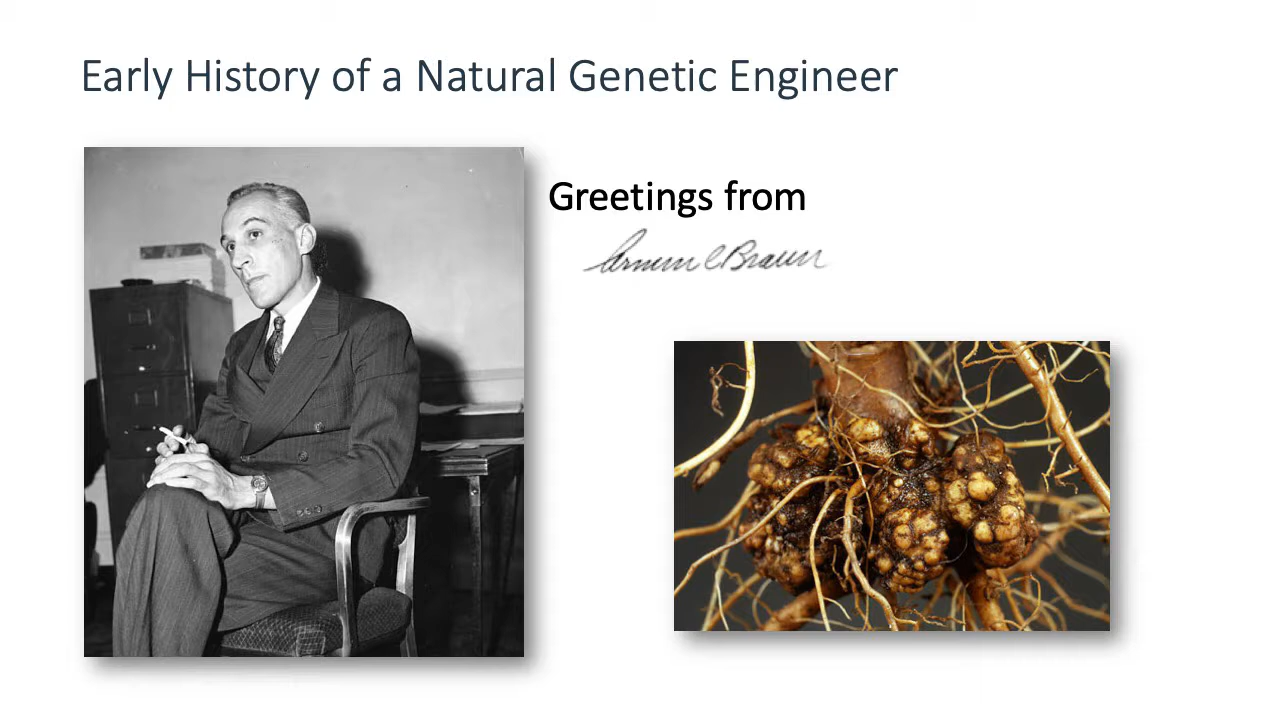 Early History of a Natural Genetic Engineer
Greetings from
Armin C Braun